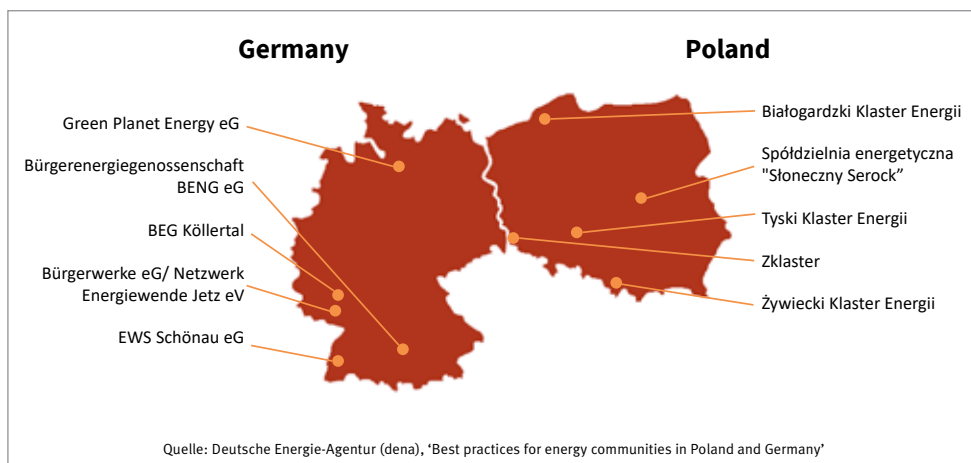 Germany
Poland
Green Planet Energy eG
Bürgerenergiegenossenschaft
BENG eG
BEG Köllertal
Bürgerwerke eG/ Netzwerk
Energiewende Jetz eV
EWS Schönau eG
Białogardzki Klaster Energii
Spółdzielnia energetyczna
"Słoneczny Serock”
Tyski Klaster Energii
Zklaster
Żywiecki Klaster Energii
Quelle: Deutsche Energie-Agentur (dena), ‘Best practices for energy communities in Poland and Germany’